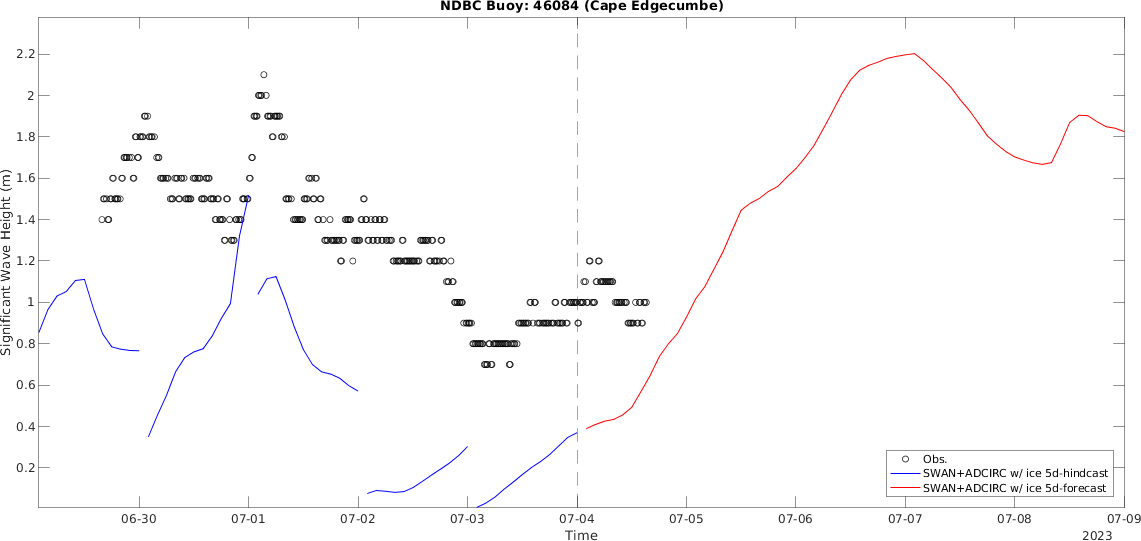 NDBC Buoy: 46084 (Cape Edgecumbe)
Significant Wave Height (m)
2.2
2
1.8
1.6
1.4
1.2
1
0.8
0.6
0.4
0.2
Obs.
SWAN+ADCIRC w/ ice 5d-hindcast
SWAN+ADCIRC w/ ice 5d-forecast
06-30 07-01 07-02 07-03 07-04 07-05 07-06 07-07 07-08 07-09
Time
2023